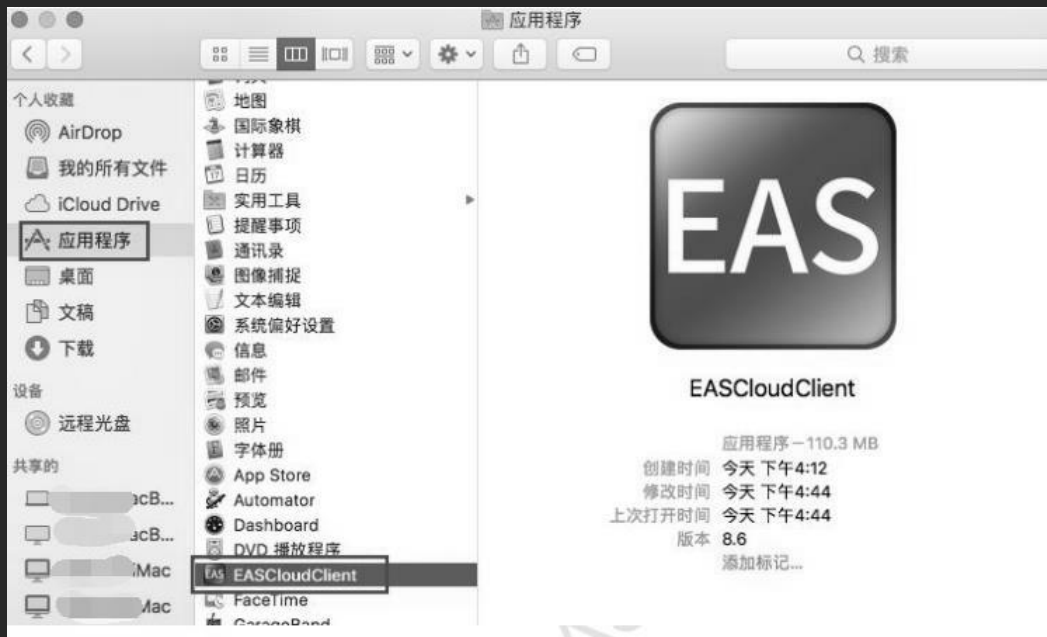 应用程序
搜索
个人收藏
AirDrop
我的所有文件
iCloud Drive
应用程序
桌面
文稿
下载
设备
远程光盘
共享的
acB...
acB...
iMac
Mac
地图
国际象棋
计算器
日历
实用工具
提醒事项
通讯录
图像捕捉
文本编辑
系统偏好设置
信息
邮件
预览
照片
字体册
App Store
Automator
Dashboard
DVD 播放程序
EASCloudClient
FaceTime
GarageBand
EAS
EASCloudClient
应用程序 – 110.3 MB
创建时间 今天 下午4:12
修改时间 今天 下午4:44
上次打开时间 今天 下午4:44
版本 8.6
添加标记...